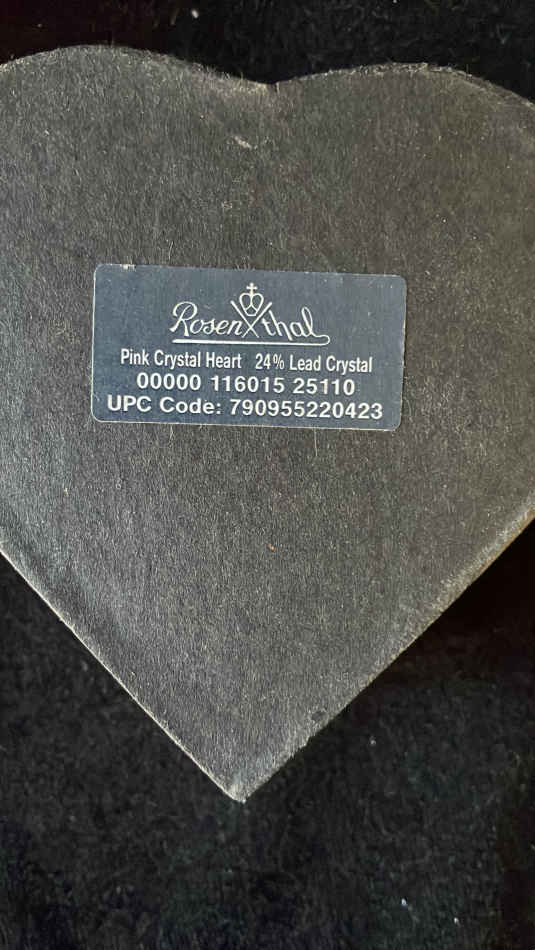 Rosenthal
Pink Crystal Heart 24% Lead Crystal
00000 116015 25110
UPC Code: 790955220423